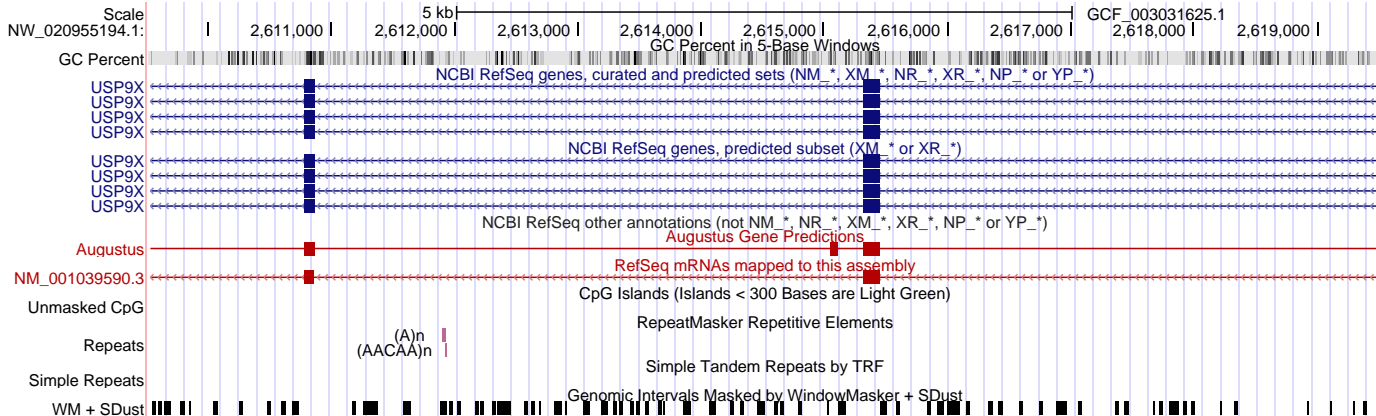 Scale 5 kb GCF_003031625.1
NW_020955194.1: 2,611,000 2,612,000 2,613,000 2,614,000 2,615,000 2,616,000 2,617,000 2,618,000 2,619,000
GC Percent in 5-Base Windows
GC Percent
NCBI RefSeq genes, curated and predicted sets (NM_*, XM_*, NR_*, XR_*, NP_* or YP_*)
USP9X
USP9X
USP9X
USP9X
NCBI RefSeq genes, predicted subset (XM_* or XR_*)
USP9X
USP9X
USP9X
USP9X
NCBI RefSeq other annotations (not NM_*, NR_*, XM_*, XR_*, NP_* or YP_*)
Augustus Gene Predictions
Augustus
RefSeq mRNAs mapped to this assembly
NM_001039590.3
CpG Islands (Islands < 300 Bases are Light Green)
Unmasked CpG
RepeatMasker Repetitive Elements
(A)n
Repeats
(AACAA)n
Simple Tandem Repeats by TRF
Simple Repeats
Genomic Intervals Masked by WindowMasker + SDust
WM + SDust